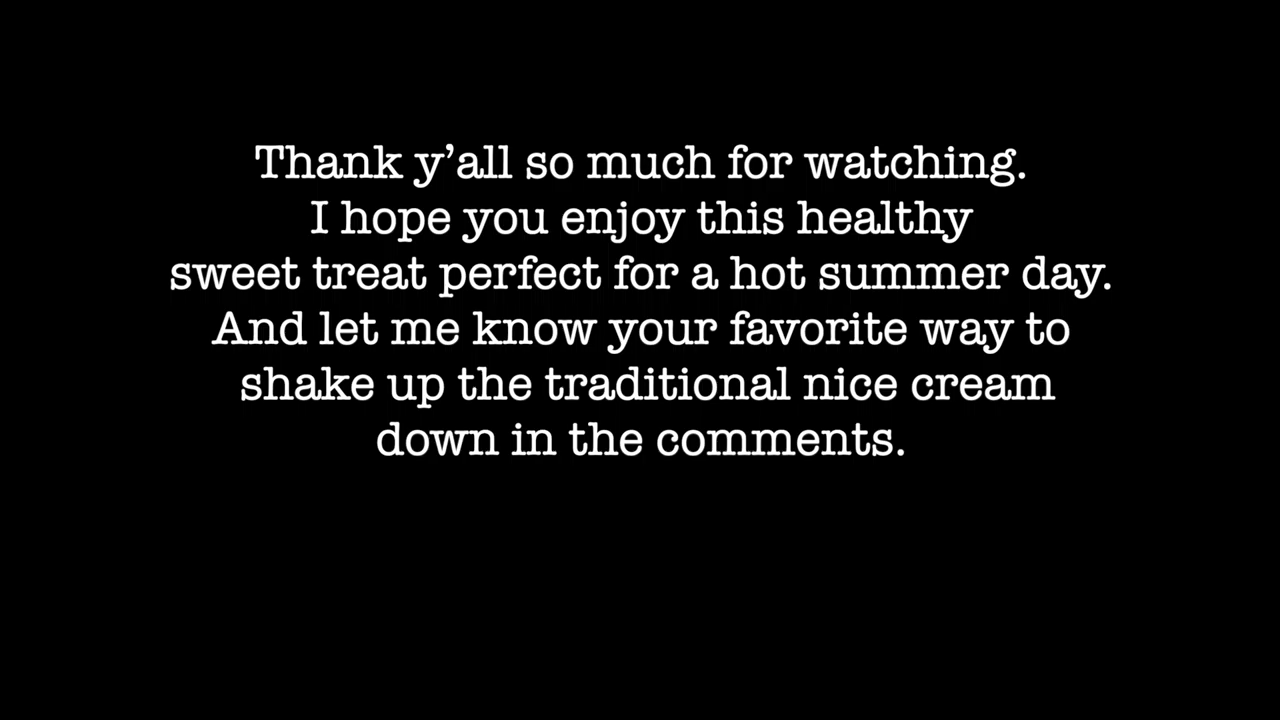 Thank y’all so much for watching.
I hope you enjoy this healthy
sweet treat perfect for a hot summer day.
And let me know your favorite way to
shake up the traditional nice cream
down in the comments.